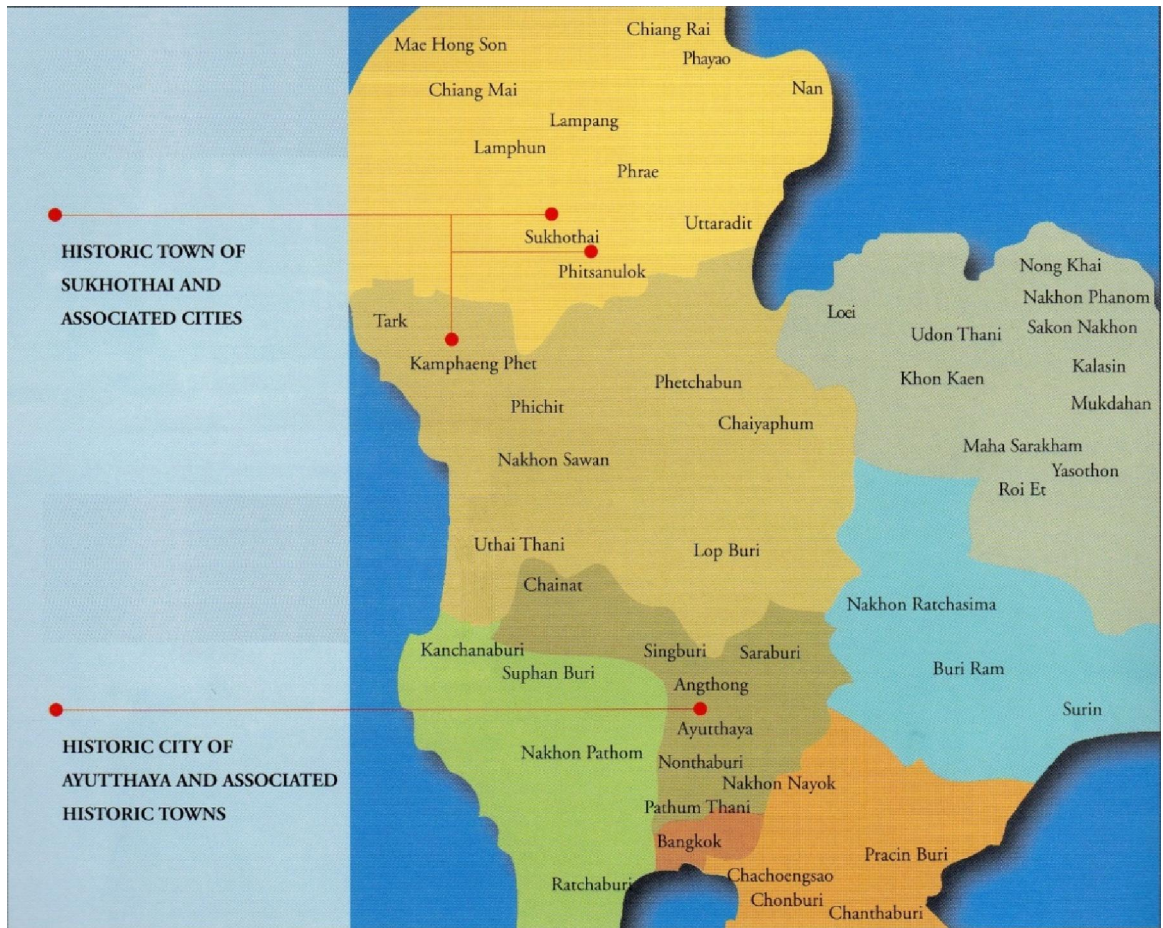 Chiang Rai
Mae Hong Son
Phayao
Chiang Mai
Nan
Lampang
Lamphun
Phrae
Uttaradit
Sukhothai
HISTORIC TOWN OF
SUKHOTHAI AND
ASSOCIATED CITIES
Phitsanulok
Nong Khai
Nakhon Phanom
Loei
Tark
Udon Thani
Sakon Nakhon
Kamphaeng Phet
Kalasin
Khon Kaen
Phetchabun
Mukdahan
Phichit
Chaiyaphum
Maha Sarakham
Nakhon Sawan
Yasothon
Roi Et
Uthai Thani
Lop Buri
Chainat
Nakhon Ratchasima
Kanchanaburi
Singburi
Saraburi
Suphan Buri
Buri Ram
Angthong
Surin
Ayutthaya
HISTORIC CITY OF
AYUTTHAYA AND ASSOCIATED
HISTORIC TOWNS
Nakhon Pathom
Nonthaburi
Nakhon Nayok
Pathum Thani
Bangkok
Pracin Buri
Chachoengsao
Ratchaburi
Chonburi
Chanthaburi